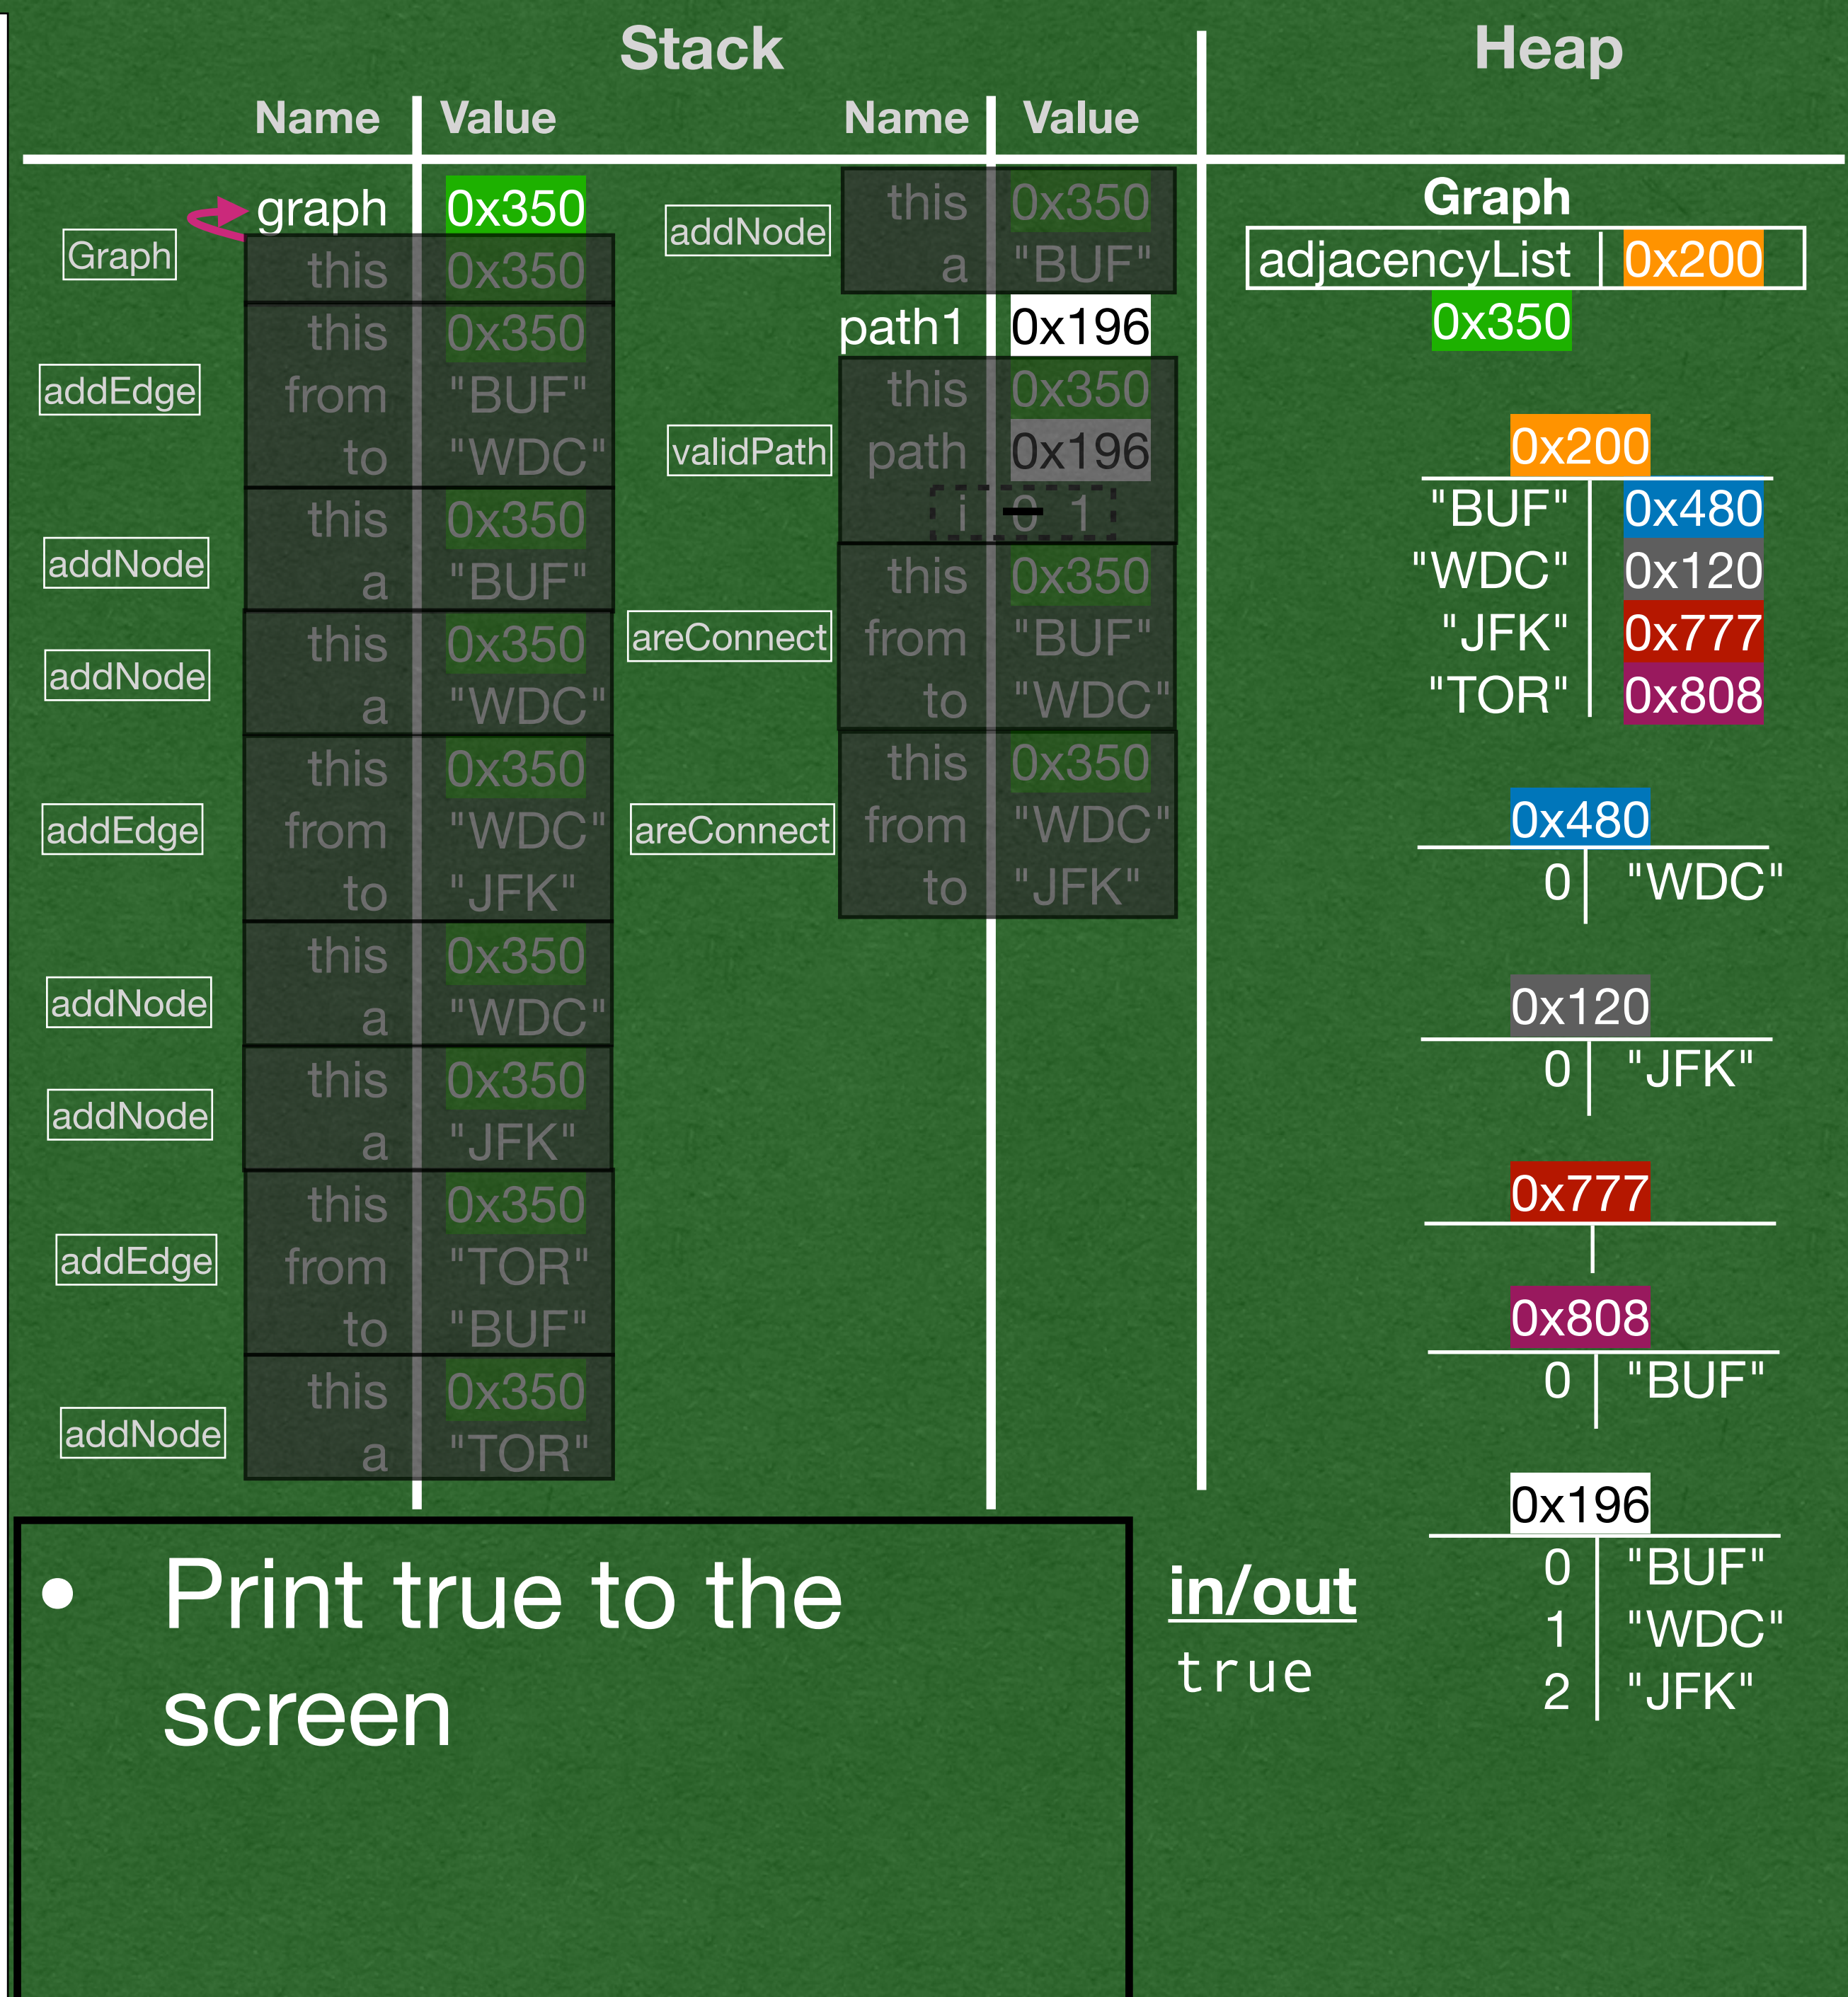 Stack
Heap
Name Value
Name Value
graph 0x350
Graph
this 0x350
addEdge
this 0x350
from "BUF"
to "WDC"
addNode
this 0x350
a "BUF"
addNode
this 0x350
a "WDC"
addEdge
this 0x350
from "WDC"
to "JFK"
addNode
this 0x350
a "WDC"
addNode
this 0x350
a "JFK"
addEdge
this 0x350
from "TOR"
to "BUF"
addNode
this 0x350
a "TOR"
addNode
this 0x350
a "BUF"
path1 0x196
validPath
this 0x350
path 0x196
i 0 1
areConnect
this 0x350
from "BUF"
to "WDC"
areConnect
this 0x350
from "WDC"
to "JFK"
Graph
adjacencyList 0x200
0x350
0x200
"BUF" 0x480
"WDC" 0x120
"JFK" 0x777
"TOR" 0x808
0x480
0 "WDC"
0x120
0 "JFK"
0x777
0x808
0 "BUF"
0x196
0 "BUF"
1 "WDC"
2 "JFK"
• Print true to the
screen
in/out
true